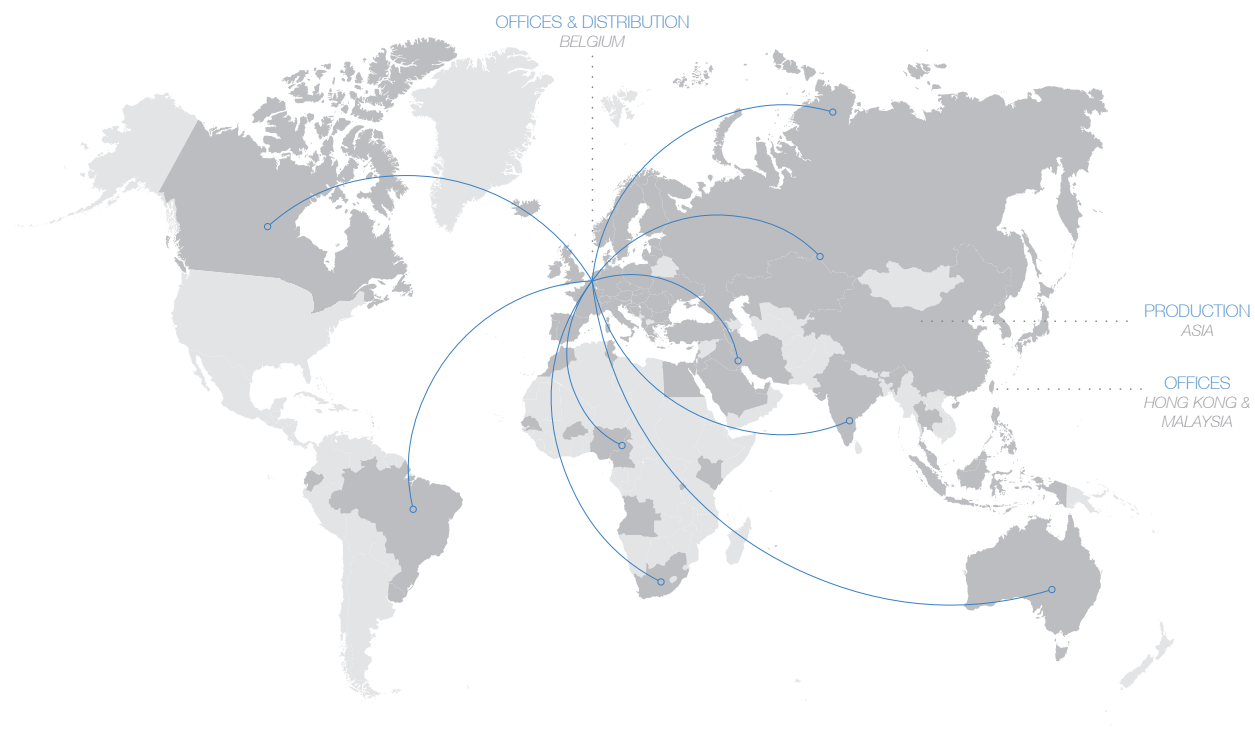 OFFICES & DISTRIBUTION
BELGIUM
PRODUCTION
ASIA
OFFICES
HONG KONG &
MALAYSIA